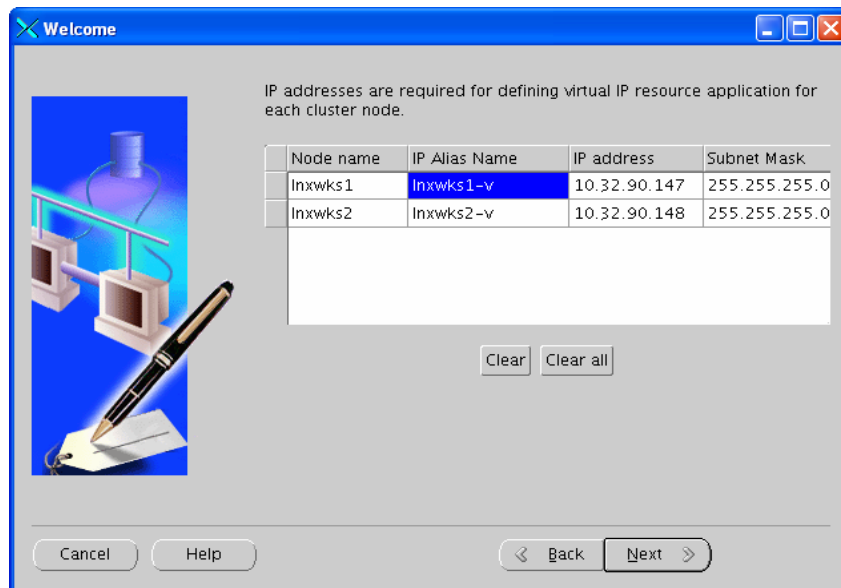 Welcome
IP addresses are required for defining virtual IP resource application for
each cluster node.
Node name IP Alias Name IP address Subnet Mask
lnxwks1 lnxwks1-v 10.32.90.147 255.255.255.0
lnxwks2 lnxwks2-v 10.32.90.148 255.255.255.0
Clear Clear all
Cancel Help Back Next